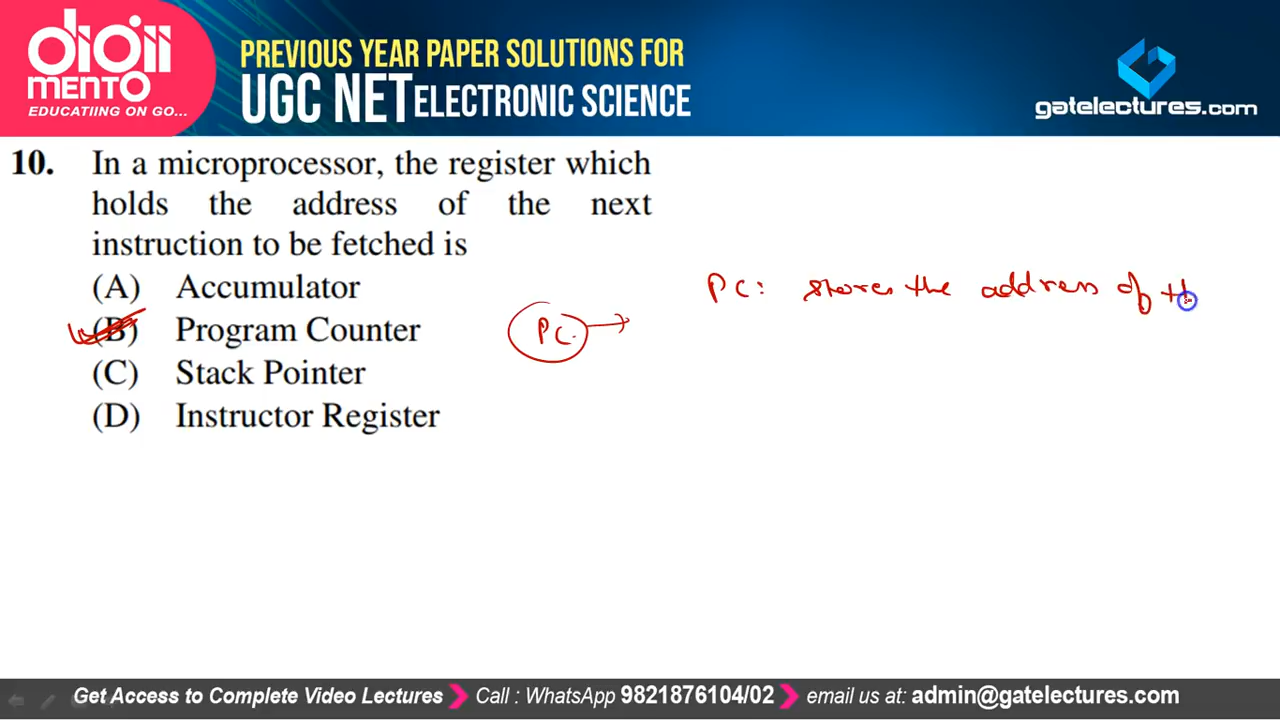 dioii
MENTO
EDUCATIING ON GO...
PREVIOUS YEAR PAPER SOLUTIONS FOR
UGC NET ELECTRONIC SCIENCE
gatelectures.com
10. In a microprocessor, the register which
holds the address of the next
instruction to be fetched is
(A) Accumulator
(B) Program Counter
(C) Stack Pointer
(D) Instructor Register
PC
PC: stores the address of th
Get Access to Complete Video Lectures Call : WhatsApp 9821876104/02 email us at: admin@gatelectures.com